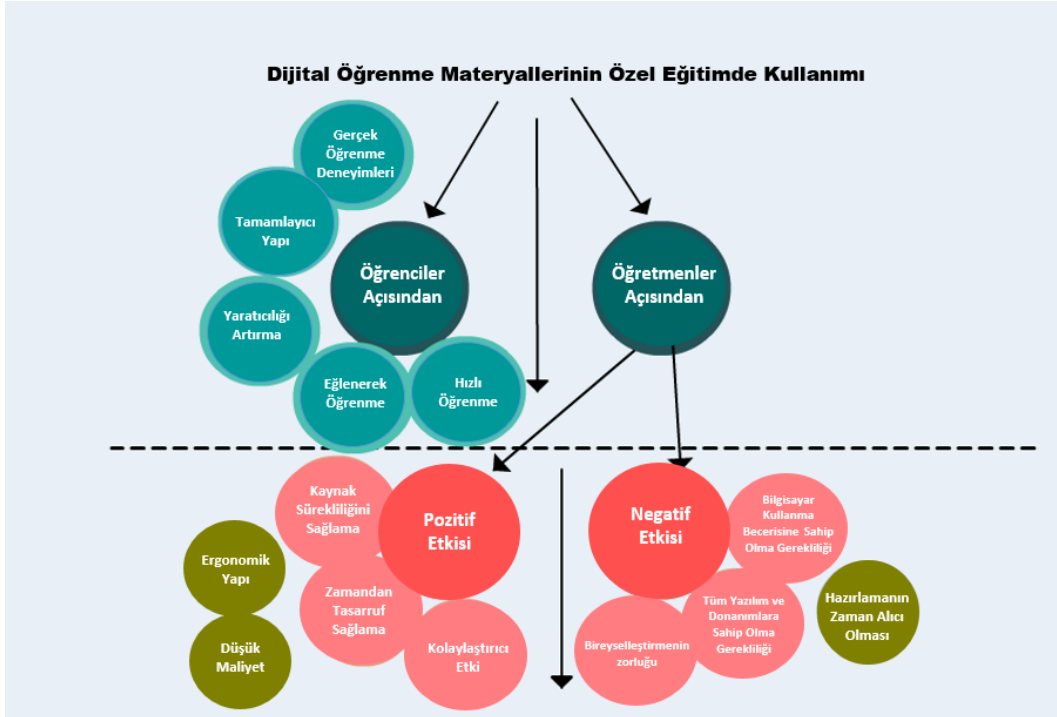 Dijital Öğrenme Materyallerinin Özel Eğitimde Kullanımı
Gerçek
Öğrenme
Deneyimleri
Tamamlayıcı
Yapı
Yaratıcılığı
Artırma
Eğlenerek
Öğrenme
Hızlı
Öğrenme
Öğrenciler
Açısından
Öğretmenler
Açısından
Kaynak
Sürekliliğini
Sağlama
Pozitif
Etkisi
Zamandan
Tasarruf
Sağlama
Kolaylaştırıcı
Etki
Ergonomik
Yapı
Düşük
Maliyet
Negatif
Etkisi
Bilgisayar
Kullanma
Becerisine Sahip
Olma Gerekliliği
Tüm Yazılım ve
Donanımlara
Sahip Olma
Gerekliliği
Bireyselleştirmenin
zorluğu
Hazırlamanın
Zaman Alıcı
Olması